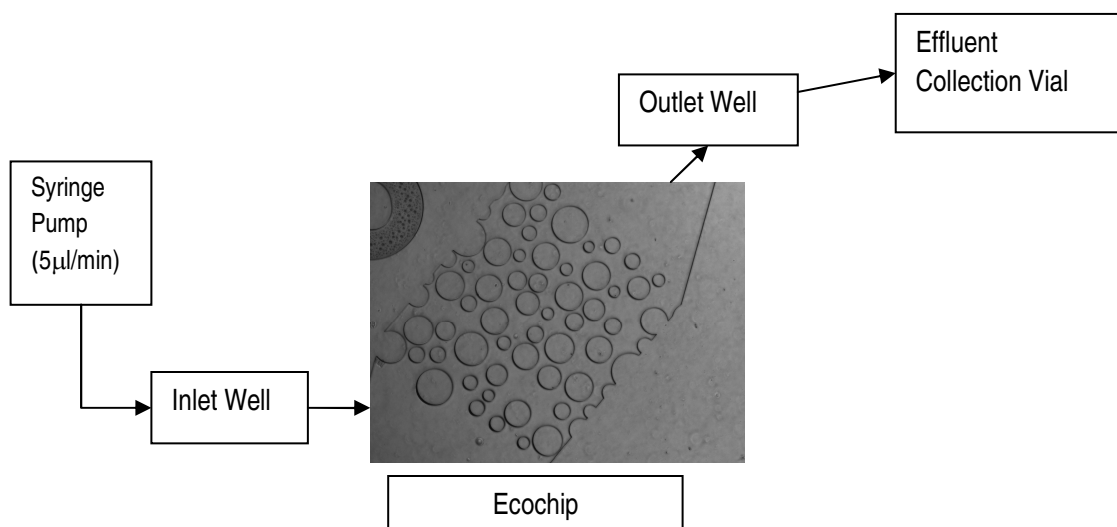 Syringe
Pump
(5µl/min)
Inlet Well
Ecochip
Outlet Well
Effluent
Collection Vial